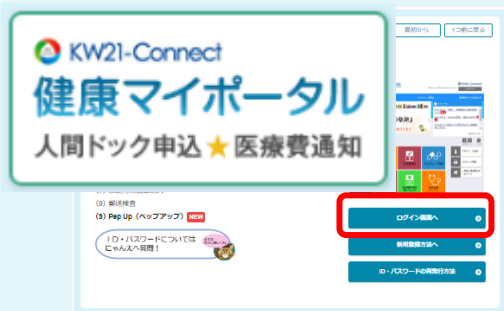 最初から
1つ前に戻る
KW21-Connect
健康マイポータル
人間ドック申込★医療費通知
(8) 郵送検査
(9) Pep Up（ペップアップ） NEW
ログイン画面へ
ID・パスワードについては
にゃん太へ質問！
新規登録方法へ
ID・パスワードの再発行方法